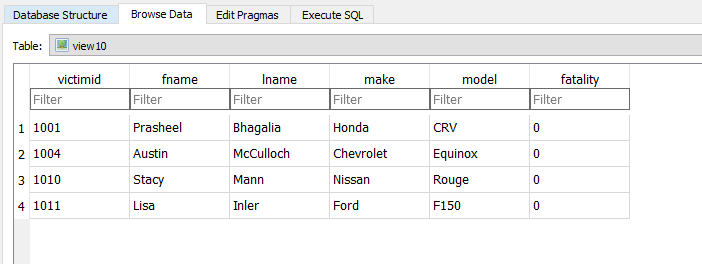 Database Structure Browse Data Edit Pragmas Execute SQL
Table: view10
victimid fname lname make model fatality
Filter Filter Filter Filter Filter Filter
1 1001 Prasheel Bhagalia Honda CRV 0
2 1004 Austin McCulloch Chevrolet Equinox 0
3 1010 Stacy Mann Nissan Rouge 0
4 1011 Lisa Inler Ford F150 0